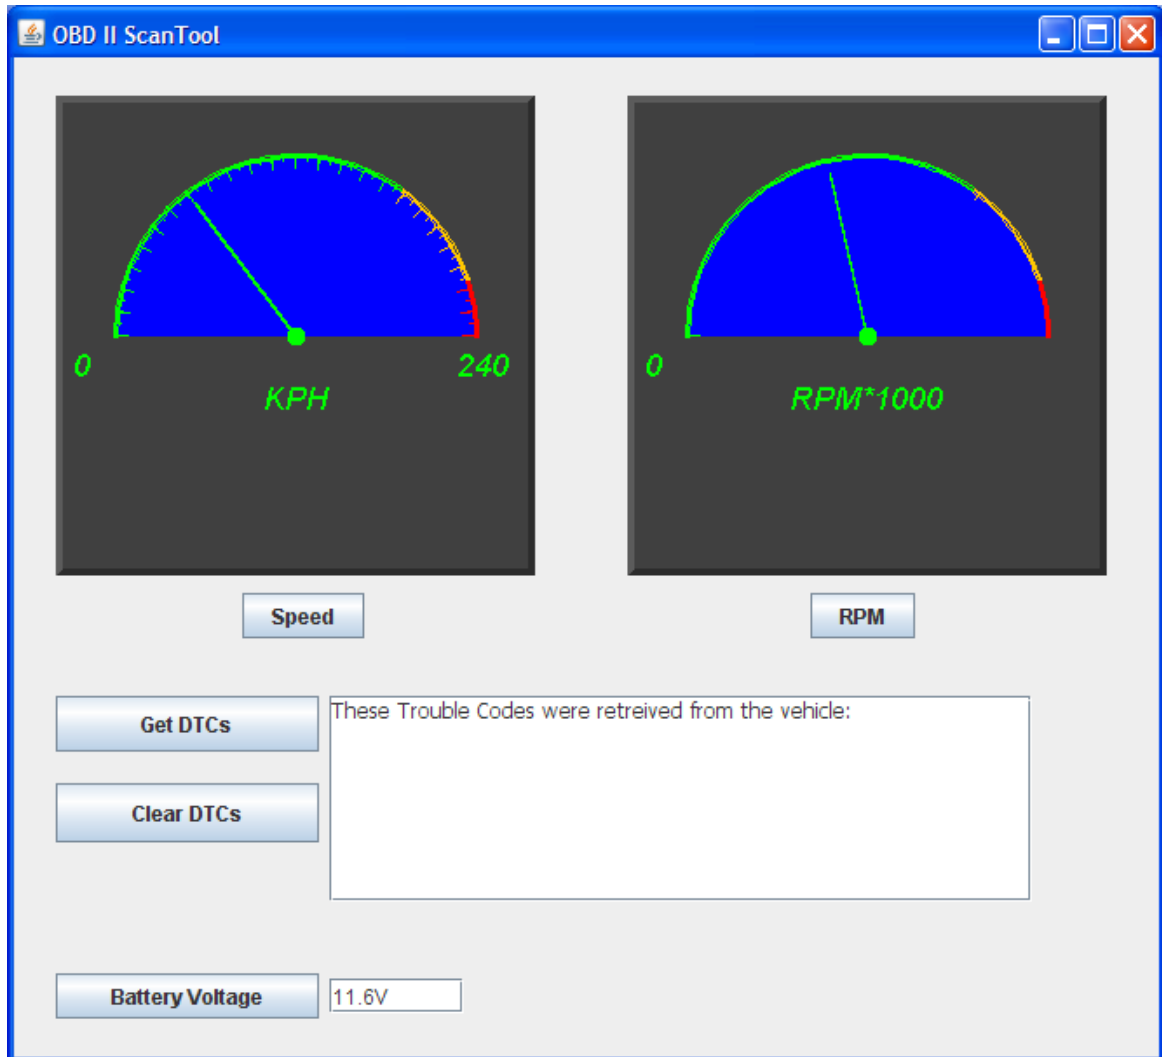 OBD II ScanTool
0 240
KPH
0
RPM*1000
Speed
RPM
Get DTCs
These Trouble Codes were retreived from the vehicle:
Clear DTCs
Battery Voltage
11.6V